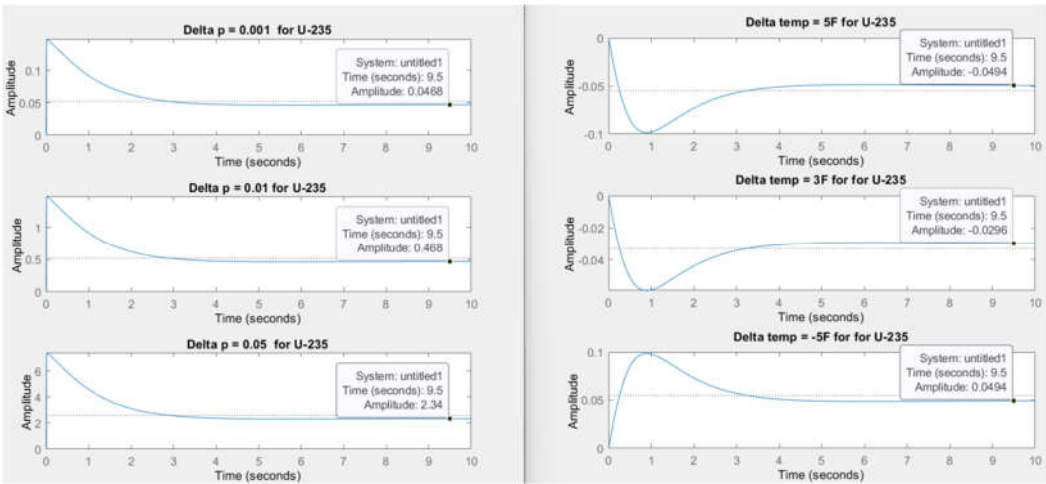 Delta p = 0.001 for U-235
Amplitude
0.1
0.05
0
System: untitled1
Time (seconds): 9.5
Amplitude: 0.0468
0 1 2 3 4 5 6 7 8 9 10
Time (seconds)
Delta p = 0.01 for U-235
Amplitude
1
0.5
0
System: untitled1
Time (seconds): 9.5
Amplitude: 0.468
0 1 2 3 4 5 6 7 8 9 10
Time (seconds)
Delta p = 0.05 for U-235
Amplitude
6
4
2
0
System: untitled1
Time (seconds): 9.5
Amplitude: 2.34
0 1 2 3 4 5 6 7 8 9 10
Time (seconds)
Delta temp = 5F for U-235
Amplitude
0
-0.05
-0.1
System: untitled1
Time (seconds): 9.5
Amplitude: -0.0494
0 1 2 3 4 5 6 7 8 9 10
Time (seconds)
Delta temp = 3F for for U-235
Amplitude
0
-0.02
-0.04
System: untitled1
Time (seconds): 9.5
Amplitude: -0.0296
0 1 2 3 4 5 6 7 8 9 10
Time (seconds)
Delta temp = -5F for for U-235
Amplitude
0.1
0.05
0
System: untitled1
Time (seconds): 9.5
Amplitude: 0.0494
0 1 2 3 4 5 6 7 8 9 10
Time (seconds)